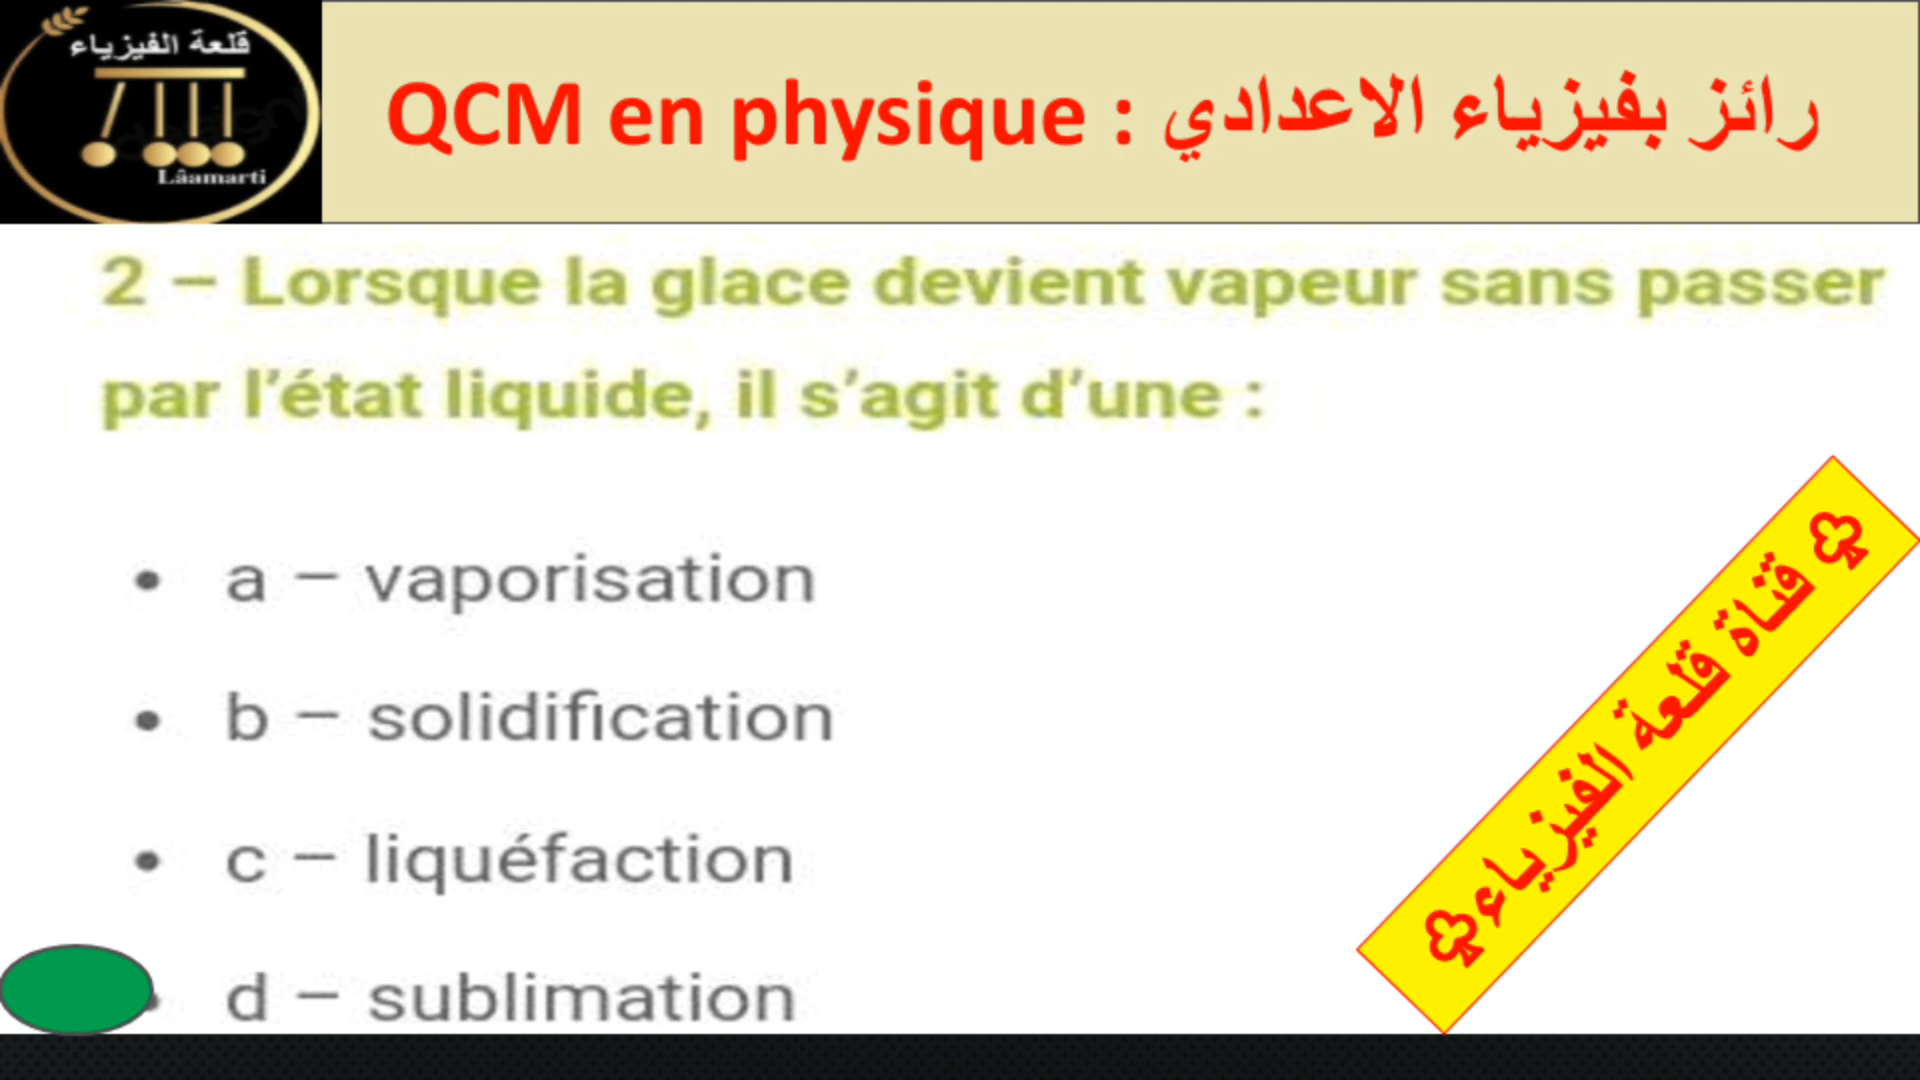 قلعة الفيزياء
Lâamarti
QCM en physique : رائز بفيزياء الاعدادي
2 – Lorsque la glace devient vapeur sans passer
par l’état liquide, il s’agit d’une :
• a – vaporisation
• b – solidification
• c – liquéfaction
• d – sublimation
قناة قلعة الفيزياء